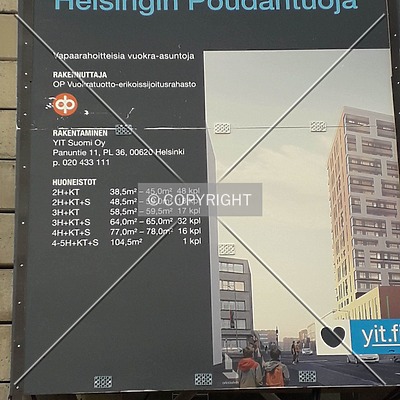 Helsingin Poudantuoja
Vapaarahoitteisia vuokra-asuntoja
RAKENNUTTAJA
OP Vuokratuotto-erikoissijoitusrahasto
op
RAKENTAMINEN
YIT Suomi Oy
Panuntie 11, PL 36, 00620 Helsinki
p. 020 433 111
HUONEISTOT
2H+KT 38,5m² – 45,0m² 48 kpl
2H+KT+S 48,5m² –
3H+KT 58,5m² – 59,5m² 17 kpl
3H+KT+S 64,0m² – 65,0m² 32 kpl
4H+KT+S 77,0m² – 78,0m² 16 kpl
4-5H+KT+S 104,5m² 1 kpl
© COPYRIGHT
yit.fi